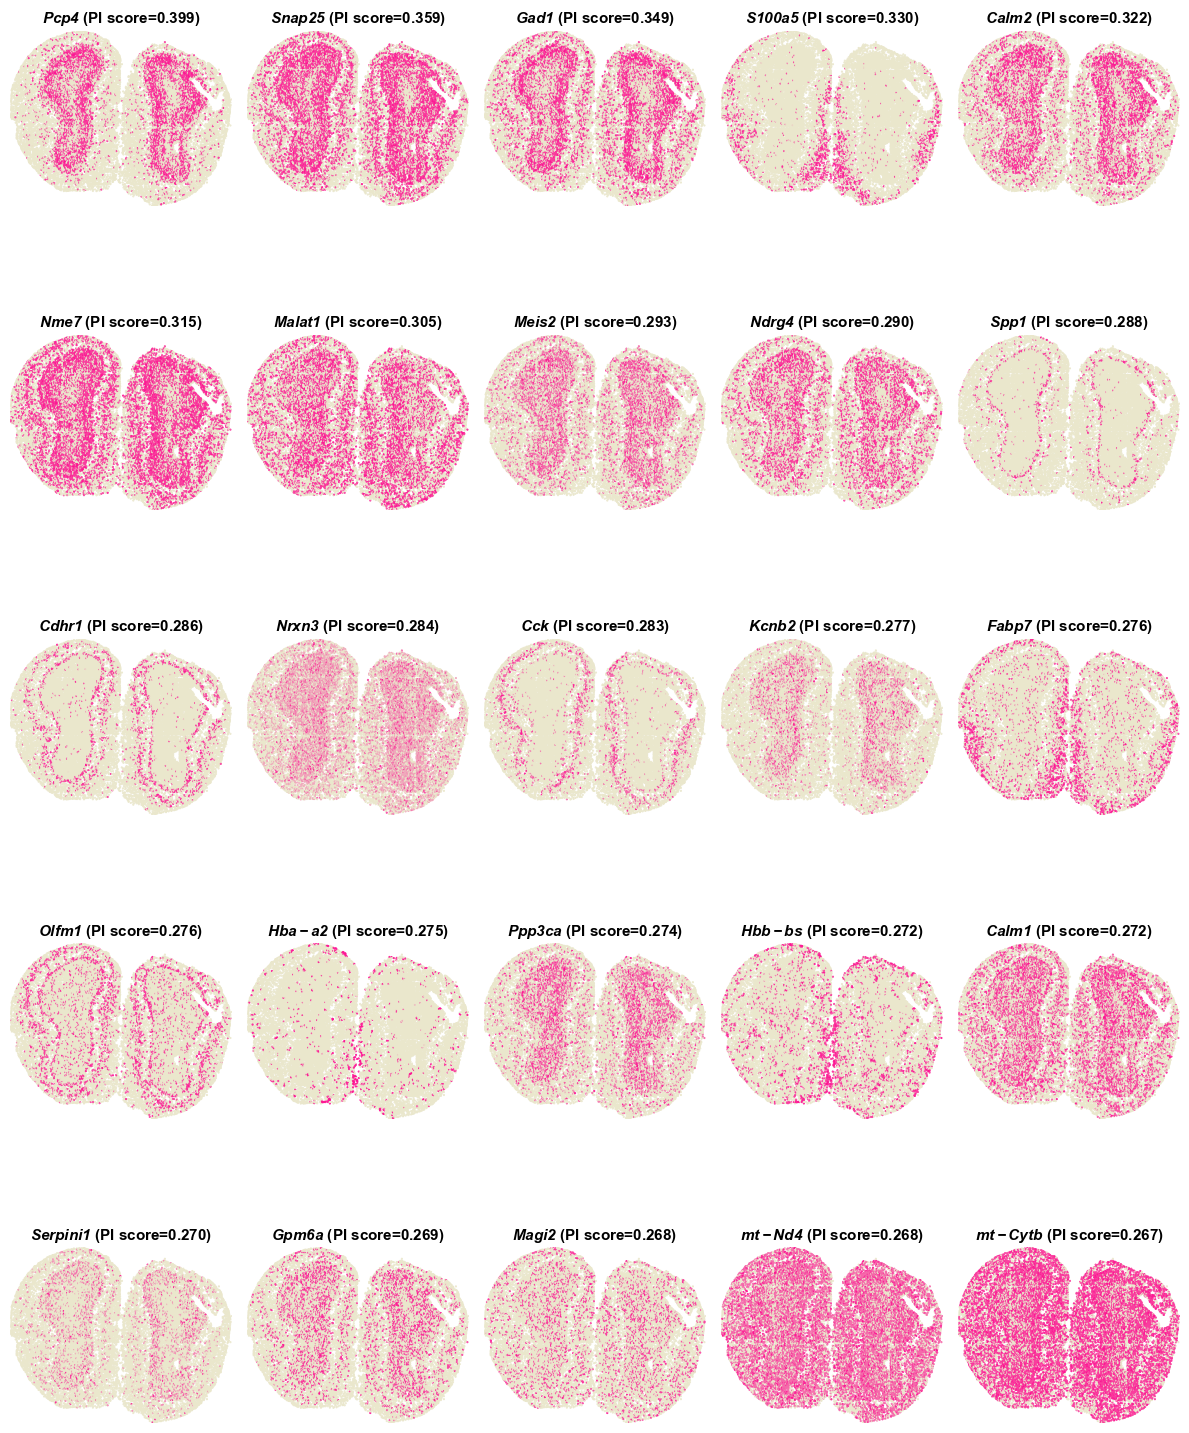 Pcp4 (PI score=0.399) Snap25 (PI score=0.359) Gad1 (PI score=0.349) S100a5 (PI score=0.330) Calm2 (PI score=0.322)
Nme7 (PI score=0.315) Malat1 (PI score=0.305) Meis2 (PI score=0.293) Ndrg4 (PI score=0.290) Spp1 (PI score=0.288)
Cdhr1 (PI score=0.286) Nrxn3 (PI score=0.284) Cck (PI score=0.283) Kcnb2 (PI score=0.277) Fabp7 (PI score=0.276)
Olfm1 (PI score=0.276) Hba−a2 (PI score=0.275) Ppp3ca (PI score=0.274) Hbb−bs (PI score=0.272) Calm1 (PI score=0.272)
Serpini1 (PI score=0.270) Gpm6a (PI score=0.269) Magi2 (PI score=0.268) mt−Nd4 (PI score=0.268) mt−Cytb (PI score=0.267)